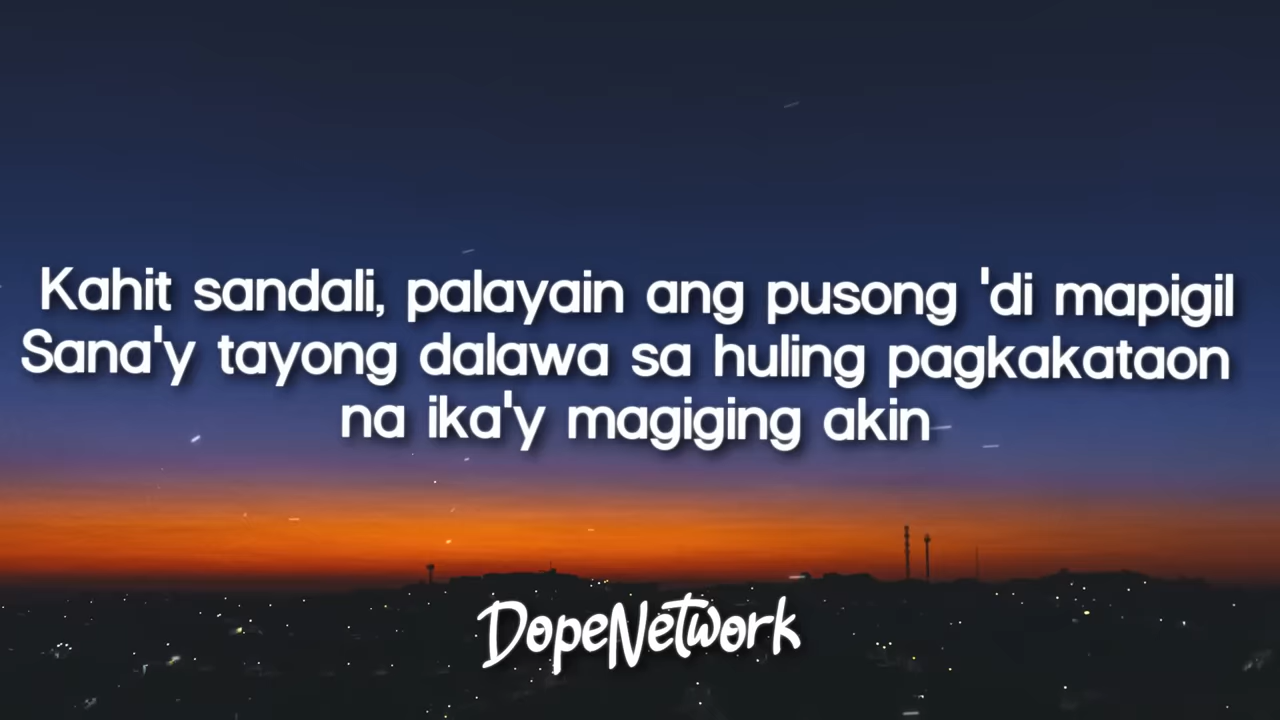 Kahit sandali, palayain ang pusong 'di mapigil
Sana'y tayong dalawa sa huling pagkakataon
na ika'y magiging akin
DopeNetwork